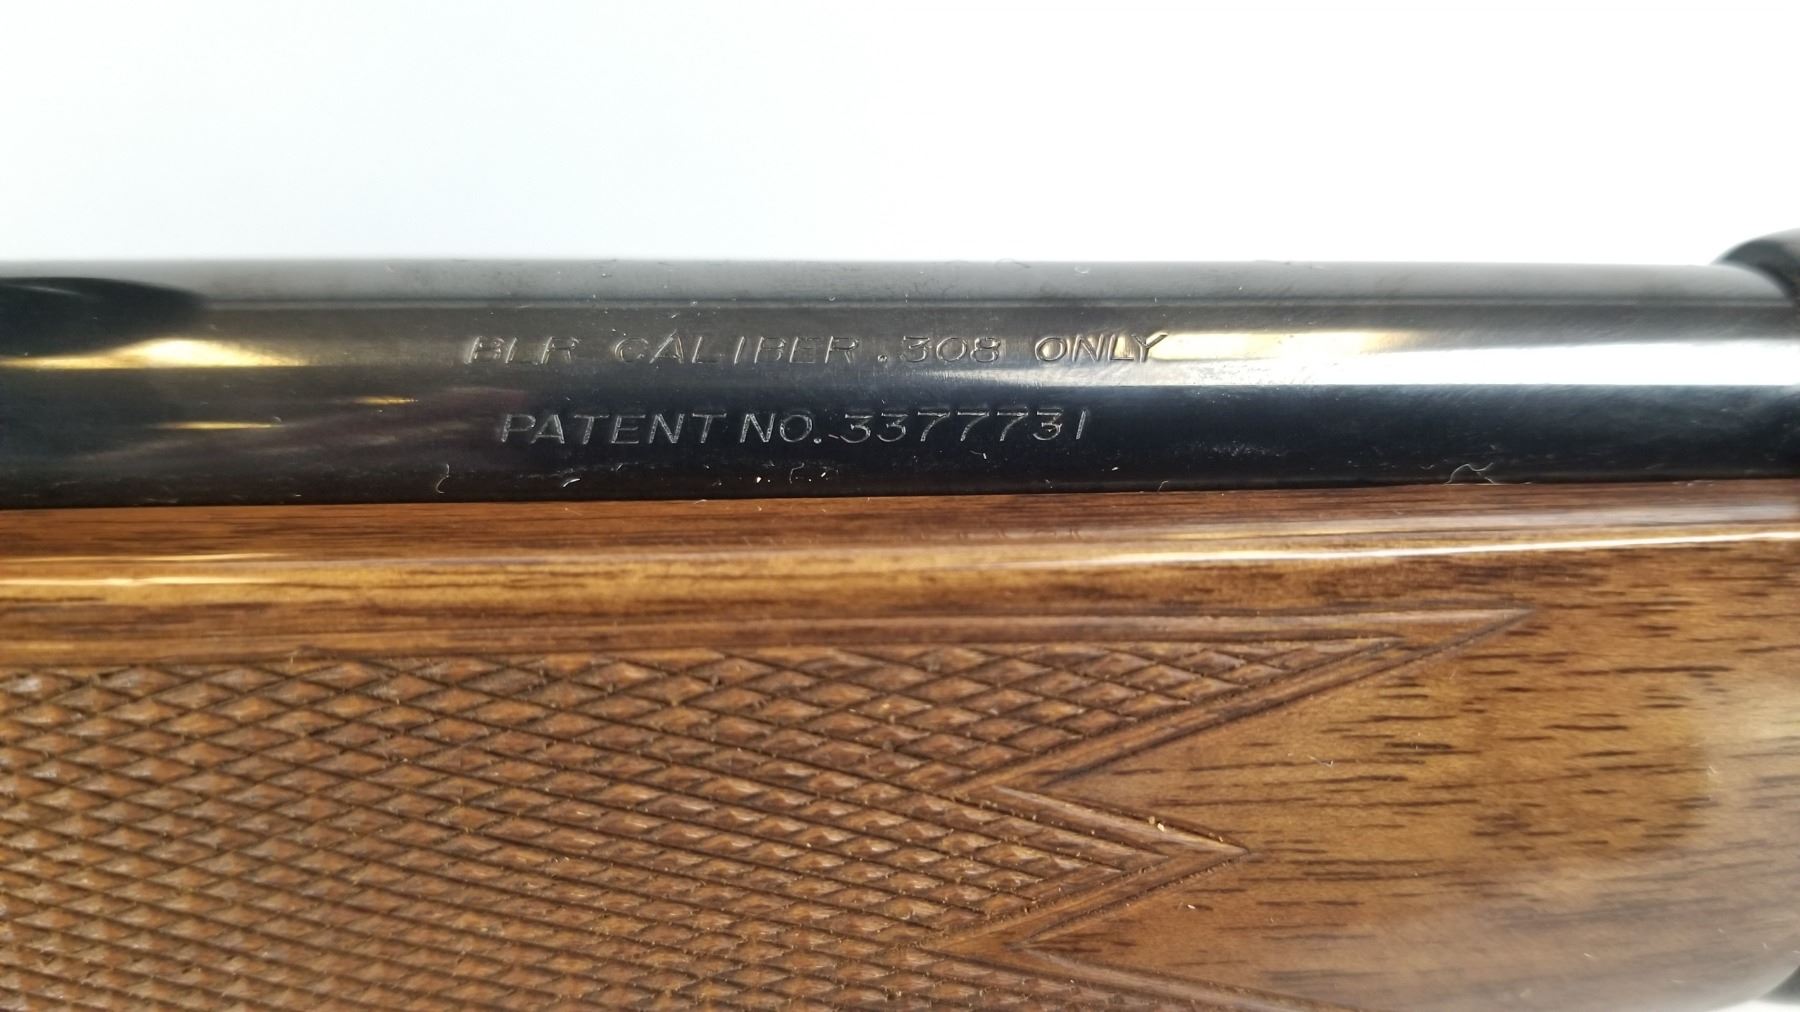 BLR CALIBER .308 ONLY
PATENT NO. 3377731